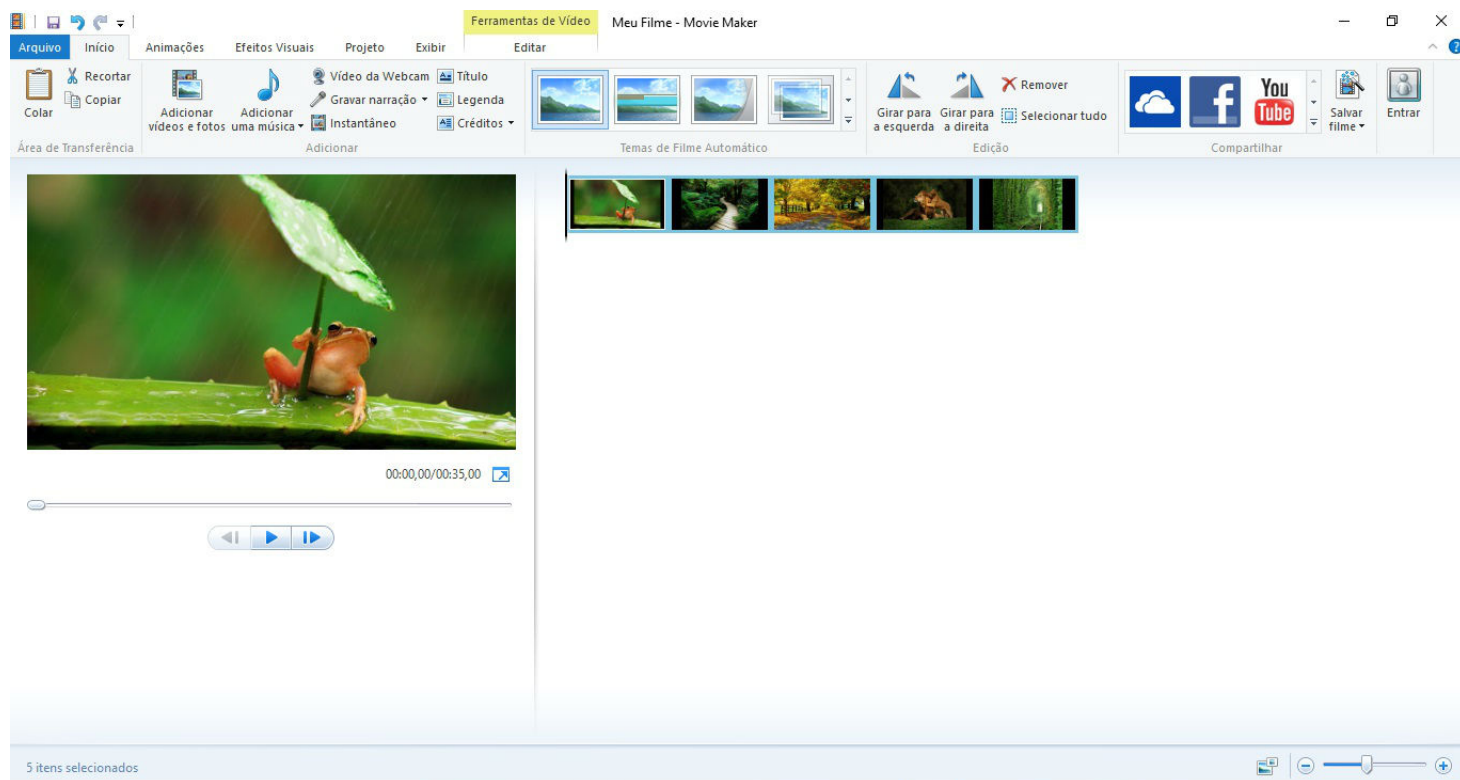 Ferramentas de Vídeo Meu Filme - Movie Maker
Arquivo Início Animações Efeitos Visuais Projeto Exibir Editar
Colar
Recortar
Copiar
Área de Transferência
Adicionar
vídeos e fotos
Adicionar
uma música
Vídeo da Webcam
Gravar narração
Instantâneo
Título
Legenda
Créditos
Adicionar
Temas de Filme Automático
Girar para
a esquerda
Girar para
a direita
Remover
Selecionar tudo
Edição
f
You
Tube
Compartilhar
Salvar
filme
Entrar
?
00:00,00/00:35,00
5 itens selecionados